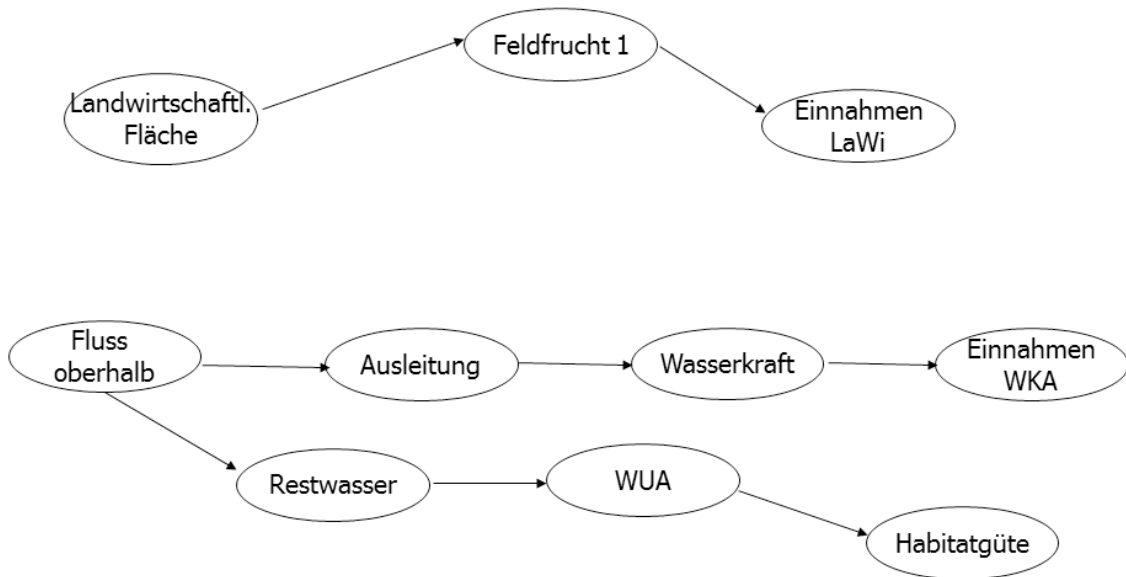 Feldfrucht 1
Landwirtschaftl.
Fläche
Einnahmen
LaWi
Fluss
oberhalb
Ausleitung
Wasserkraft
Einnahmen
WKA
Restwasser
WUA
Habitatgüte